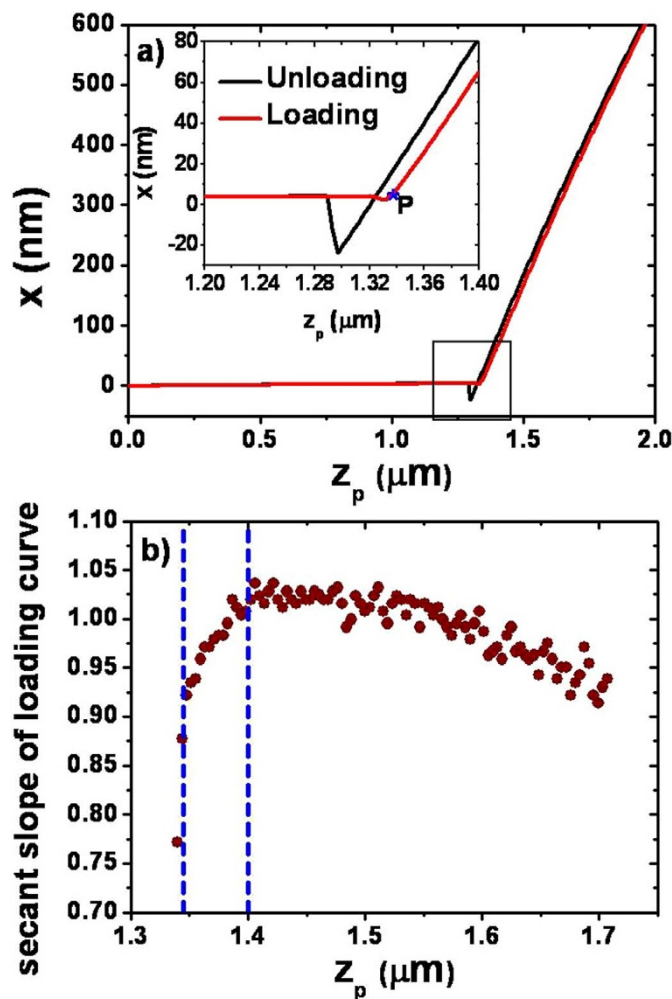 a)
600
500
400
300
200
100
0
x (nm)
80
60
40
20
0
-20
x (nm)
Unloading
Loading
P
1.20 1.24 1.28 1.32 1.36 1.40
z_p (μm)
0.0 0.5 1.0 1.5 2.0
z_p (μm)
b)
1.10
1.05
1.00
0.95
0.90
0.85
0.80
0.75
0.70
secant slope of loading curve
1.3 1.4 1.5 1.6 1.7
z_p (μm)